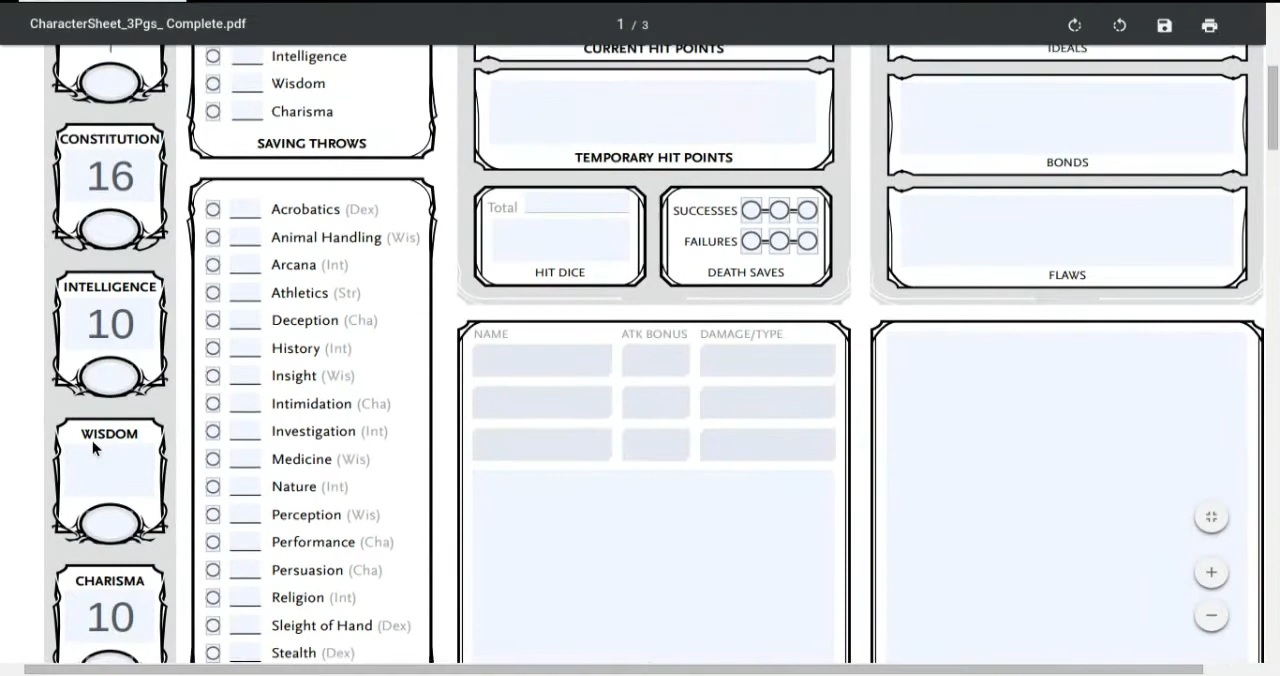 CharacterSheet_3Pgs_ Complete.pdf
1 / 3
CONSTITUTION
16
INTELLIGENCE
10
WISDOM
CHARISMA
10
Intelligence
Wisdom
Charisma
SAVING THROWS
Acrobatics (Dex)
Animal Handling (Wis)
Arcana (Int)
Athletics (Str)
Deception (Cha)
History (Int)
Insight (Wis)
Intimidation (Cha)
Investigation (Int)
Medicine (Wis)
Nature (Int)
Perception (Wis)
Performance (Cha)
Persuasion (Cha)
Religion (Int)
Sleight of Hand (Dex)
Stealth (Dex)
CURRENT HIT POINTS
TEMPORARY HIT POINTS
Total
HIT DICE
SUCCESSES
FAILURES
DEATH SAVES
NAME ATK BONUS DAMAGE/TYPE
IDEALS
BONDS
FLAWS